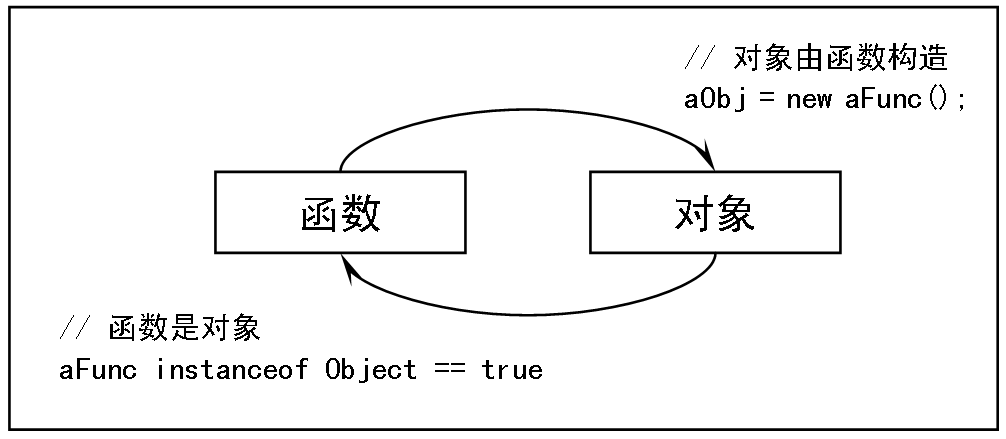 // 对象由函数构造
aObj = new aFunc();
函数
对象
// 函数是对象
aFunc instanceof Object == true